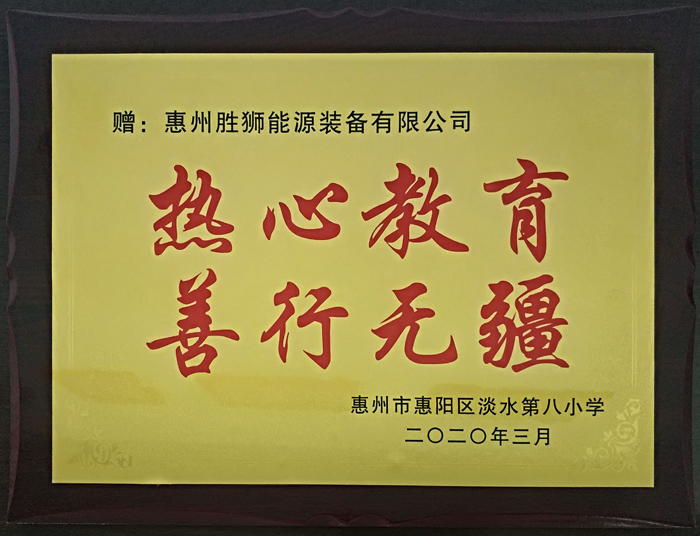 赠：惠州胜狮能源装备有限公司
热心教育
善行无疆
惠州市惠阳区淡水第八小学
二〇二〇年三月